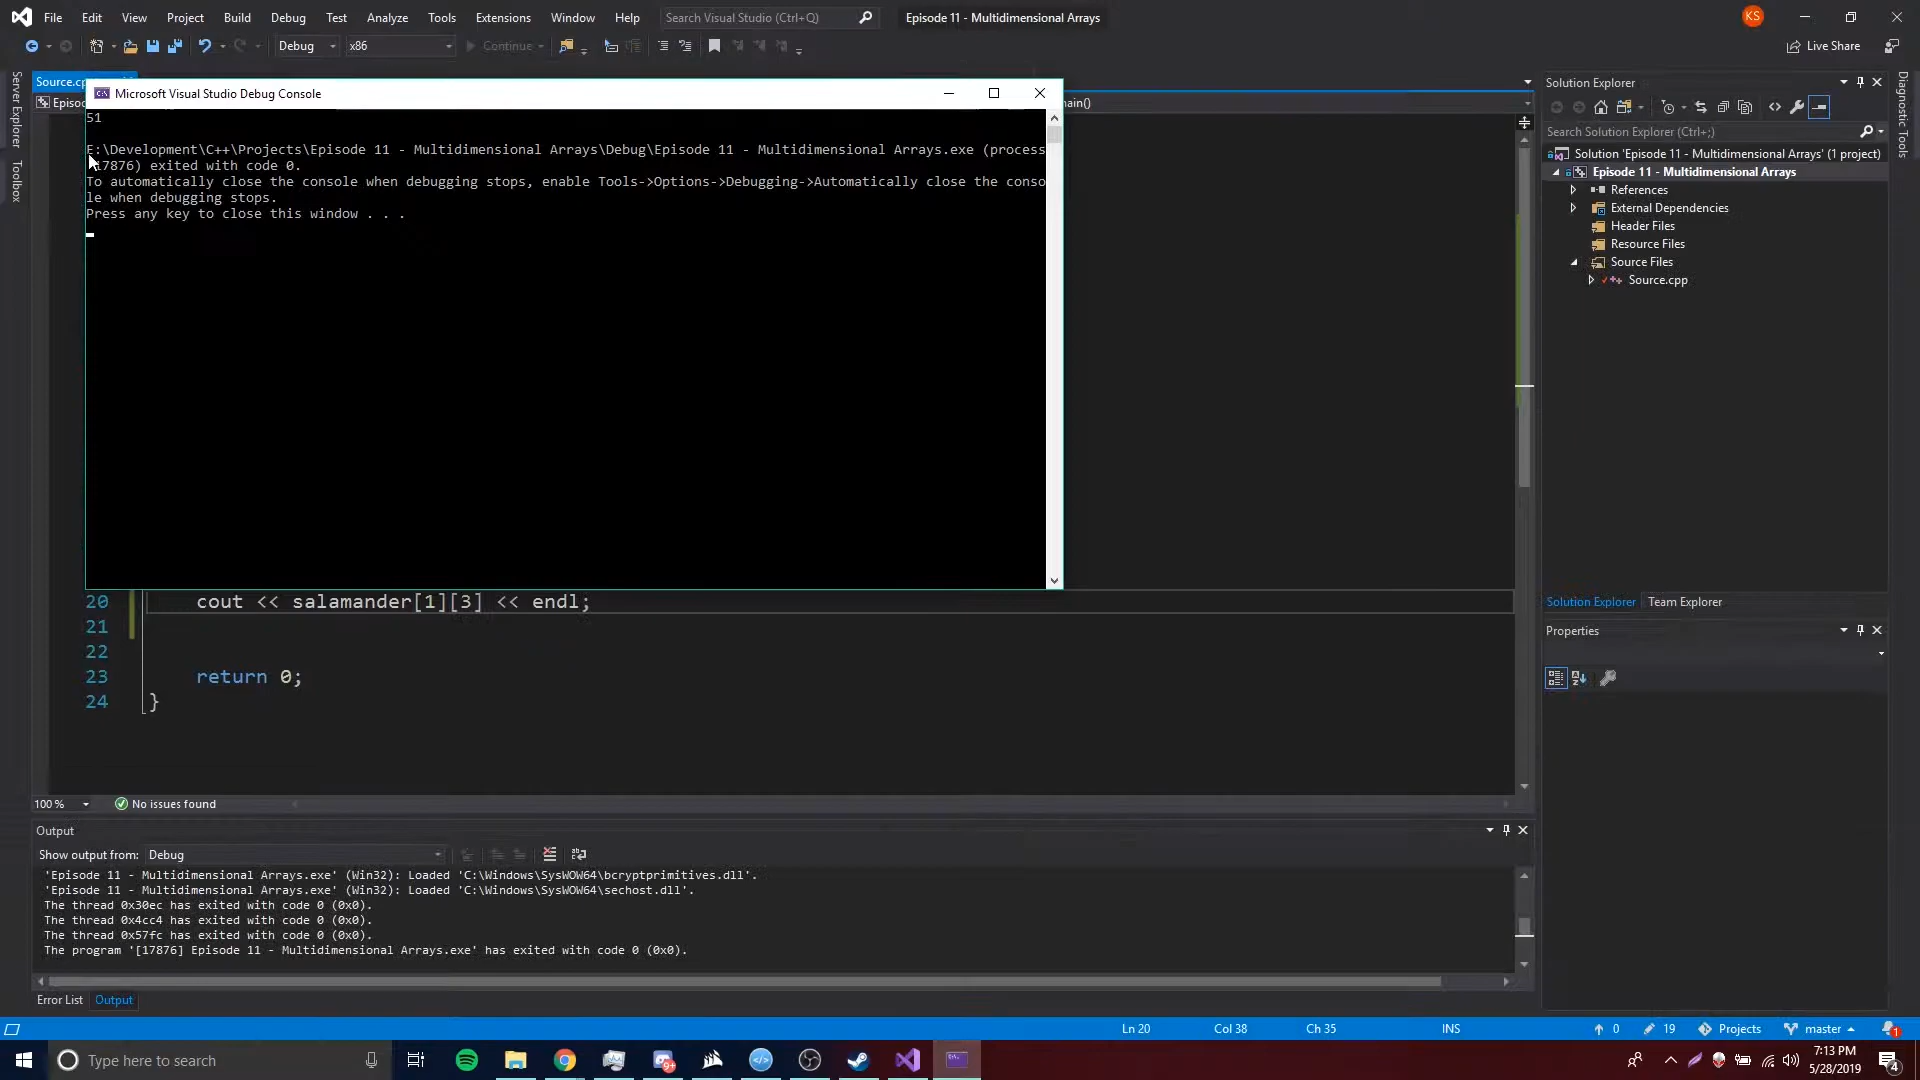 File Edit View Project Build Debug Test Analyze Tools Extensions Window Help Search Visual Studio (Ctrl+Q) Episode 11 - Multidimensional Arrays KS
Debug x86 Continue Live Share
Server Explorer
Toolbox
Diagnostic Tools
Source.cp
Episo
main()
Microsoft Visual Studio Debug Console
51
E:\Development\C++\Projects\Episode 11 - Multidimensional Arrays\Debug\Episode 11 - Multidimensional Arrays.exe (process
17876) exited with code 0.
To automatically close the console when debugging stops, enable Tools->Options->Debugging->Automatically close the conso
le when debugging stops.
Press any key to close this window . . .
20 cout << salamander[1][3] << endl;
21
22
23 return 0;
24 }
100 % No issues found
Solution Explorer
Search Solution Explorer (Ctrl+;)
Solution 'Episode 11 - Multidimensional Arrays' (1 project)
Episode 11 - Multidimensional Arrays
References
External Dependencies
Header Files
Resource Files
Source Files
Source.cpp
Solution Explorer Team Explorer
Properties
Output
Show output from: Debug
'Episode 11 - Multidimensional Arrays.exe' (Win32): Loaded 'C:\Windows\SysWOW64\bcryptprimitives.dll'.
'Episode 11 - Multidimensional Arrays.exe' (Win32): Loaded 'C:\Windows\SysWOW64\sechost.dll'.
The thread 0x30ec has exited with code 0 (0x0).
The thread 0x4cc4 has exited with code 0 (0x0).
The thread 0x57fc has exited with code 0 (0x0).
The program '[17876] Episode 11 - Multidimensional Arrays.exe' has exited with code 0 (0x0).
Error List Output
Ln 20 Col 38 Ch 35 INS 0 19 Projects master 1
Type here to search
7:13 PM
5/28/2019
4